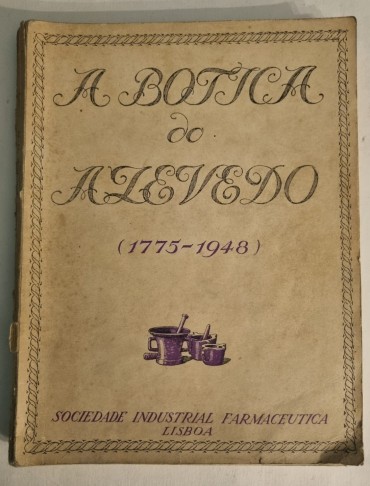 A BOTICA
do
AZEVEDO
(1775-1948)
SOCIEDADE INDUSTRIAL FARMACEUTICA
LISBOA